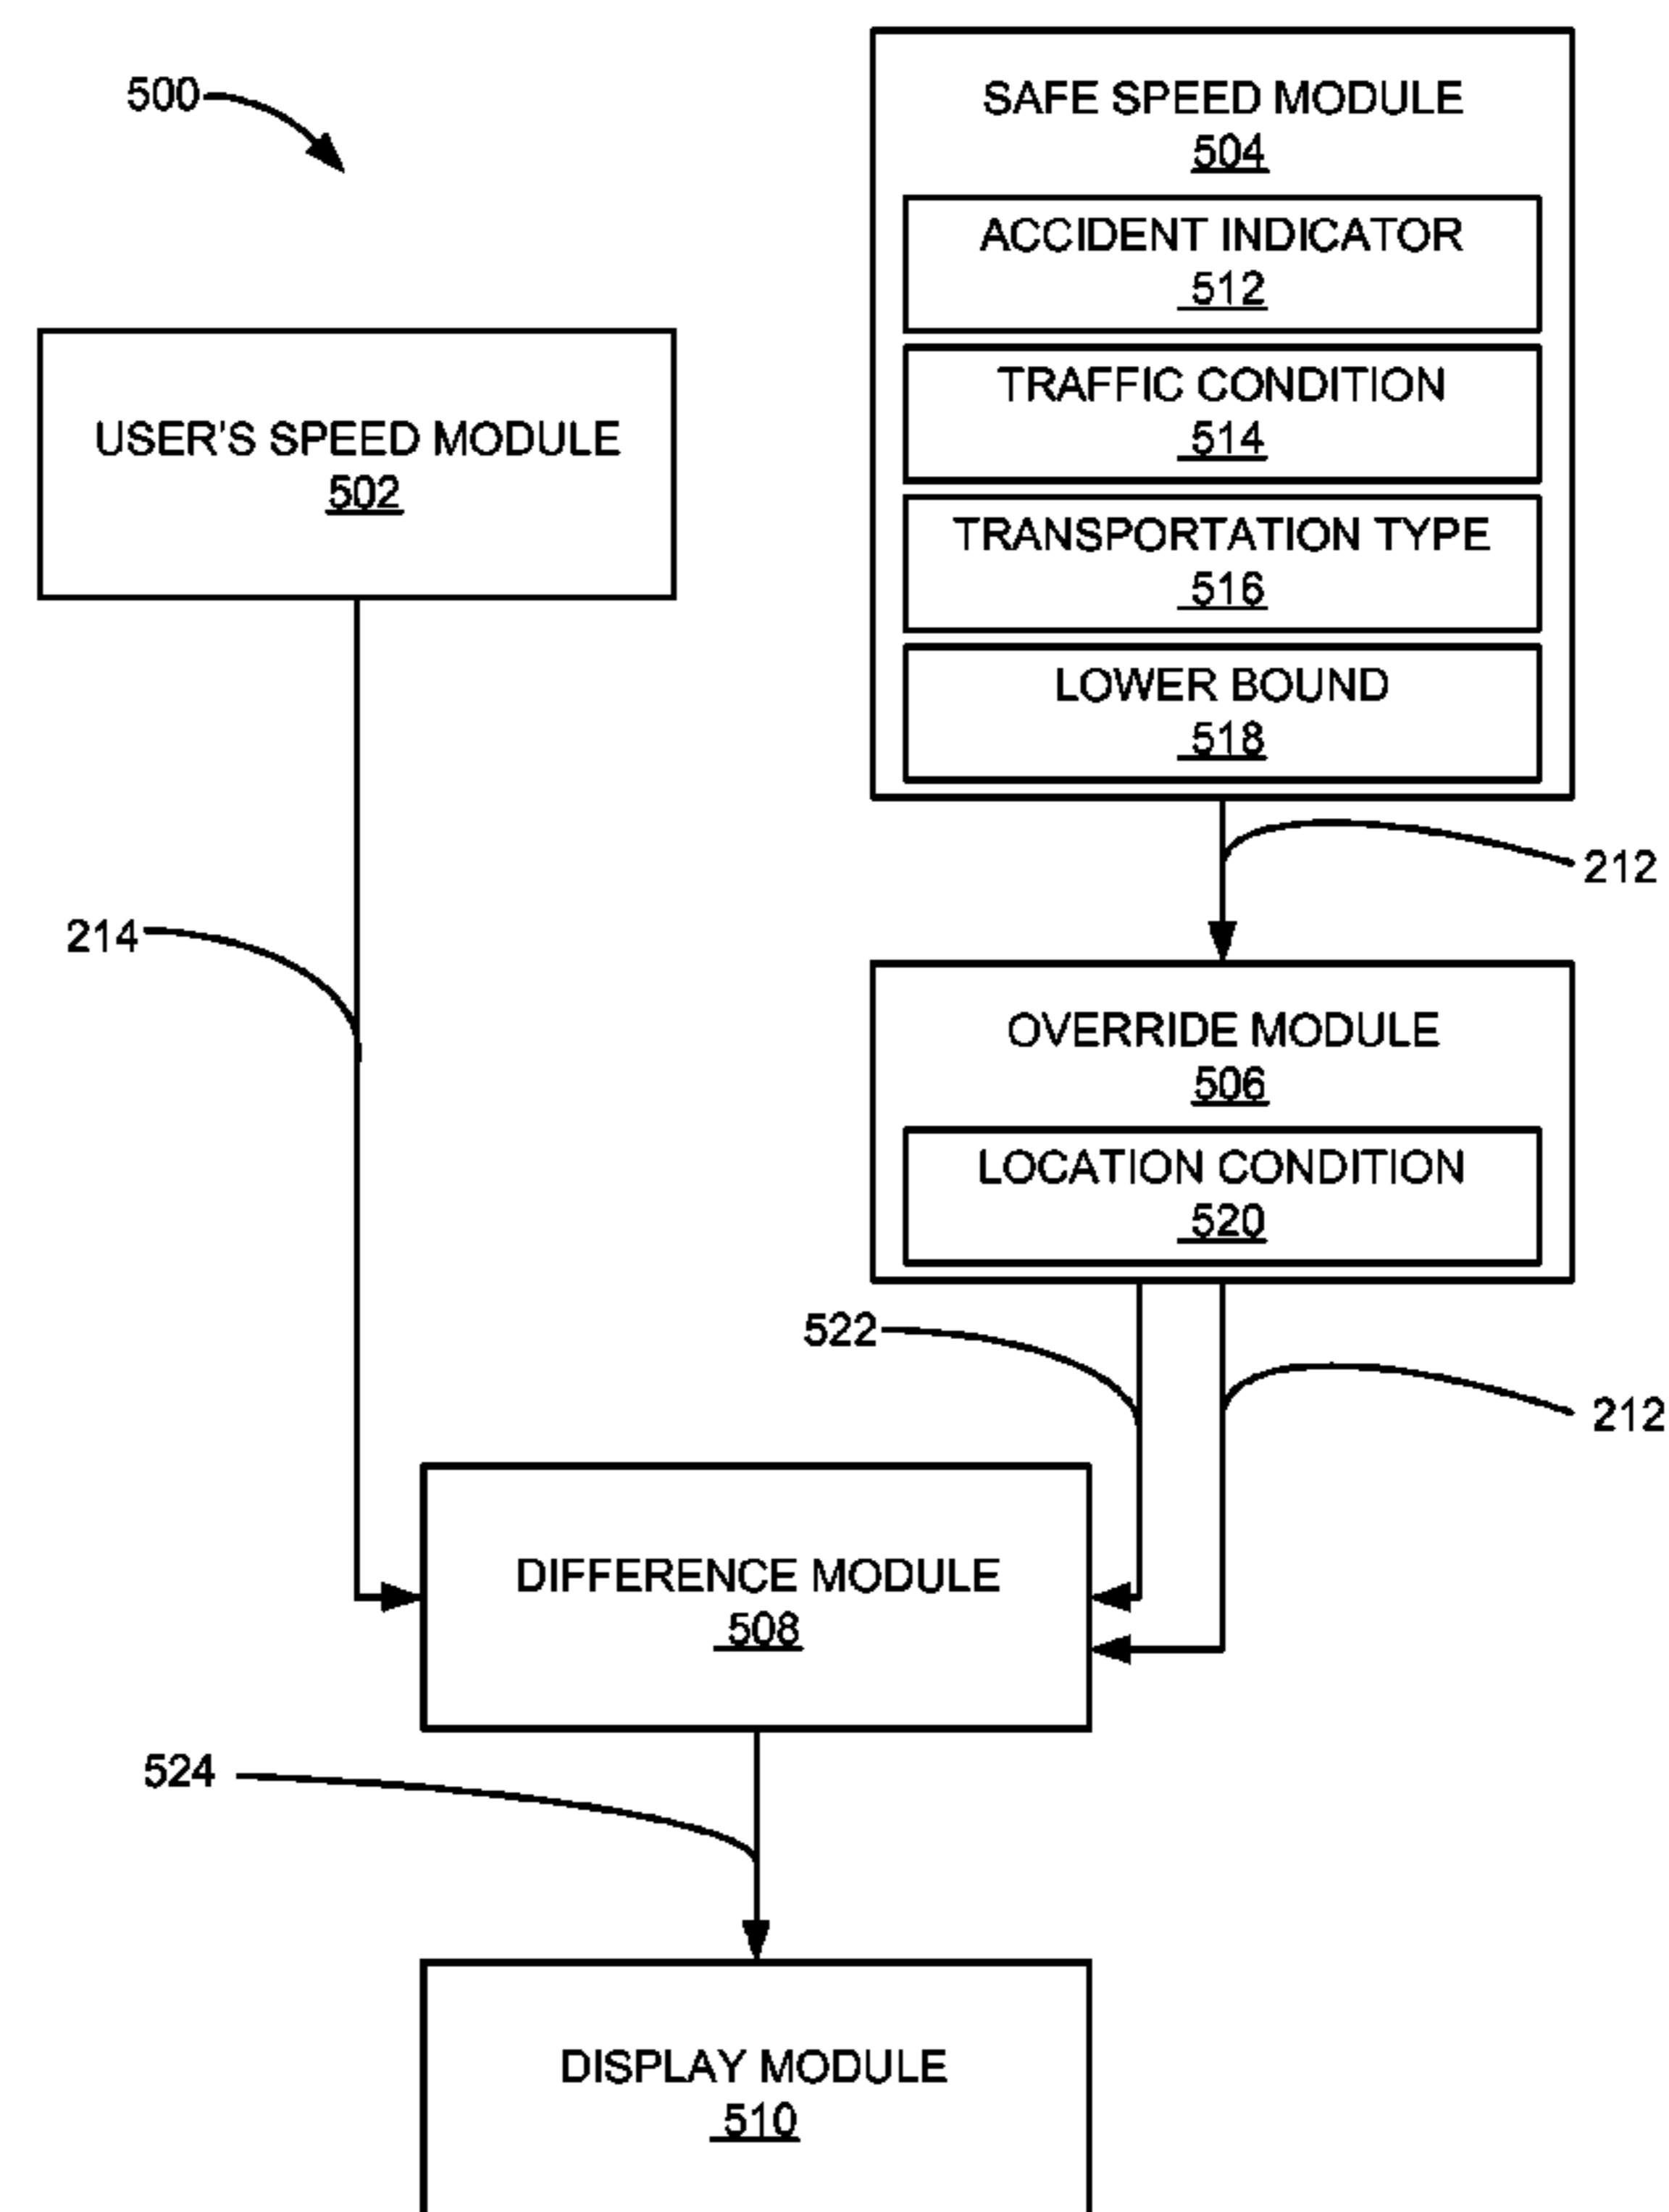 500
SAFE SPEED MODULE
504
ACCIDENT INDICATOR
512
TRAFFIC CONDITION
514
TRANSPORTATION TYPE
516
LOWER BOUND
518
USER'S SPEED MODULE
502
212
214
OVERRIDE MODULE
506
LOCATION CONDITION
520
522
212
DIFFERENCE MODULE
508
524
DISPLAY MODULE
510